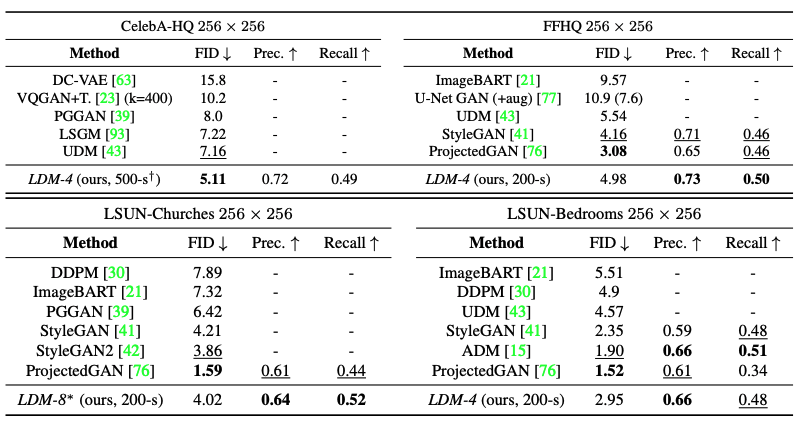 CelebA-HQ 256 × 256
Method FID ↓ Prec. ↑ Recall ↑
DC-VAE [63] 15.8 - -
VQGAN+T. [23] (k=400) 10.2 - -
PGGAN [39] 8.0 - -
LSGM [93] 7.22 - -
UDM [43] 7.16 - -
LDM-4 (ours, 500-s†) 5.11 0.72 0.49
FFHQ 256 × 256
Method FID ↓ Prec. ↑ Recall ↑
ImageBART [21] 9.57 - -
U-Net GAN (+aug) [77] 10.9 (7.6) - -
UDM [43] 5.54 - -
StyleGAN [41] 4.16 0.71 0.46
ProjectedGAN [76] 3.08 0.65 0.46
LDM-4 (ours, 200-s) 4.98 0.73 0.50
LSUN-Churches 256 × 256
Method FID ↓ Prec. ↑ Recall ↑
DDPM [30] 7.89 - -
ImageBART [21] 7.32 - -
PGGAN [39] 6.42 - -
StyleGAN [41] 4.21 - -
StyleGAN2 [42] 3.86 - -
ProjectedGAN [76] 1.59 0.61 0.44
LDM-8* (ours, 200-s) 4.02 0.64 0.52
LSUN-Bedrooms 256 × 256
Method FID ↓ Prec. ↑ Recall ↑
ImageBART [21] 5.51 - -
DDPM [30] 4.9 - -
UDM [43] 4.57 - -
StyleGAN [41] 2.35 0.59 0.48
ADM [15] 1.90 0.66 0.51
ProjectedGAN [76] 1.52 0.61 0.34
LDM-4 (ours, 200-s) 2.95 0.66 0.48